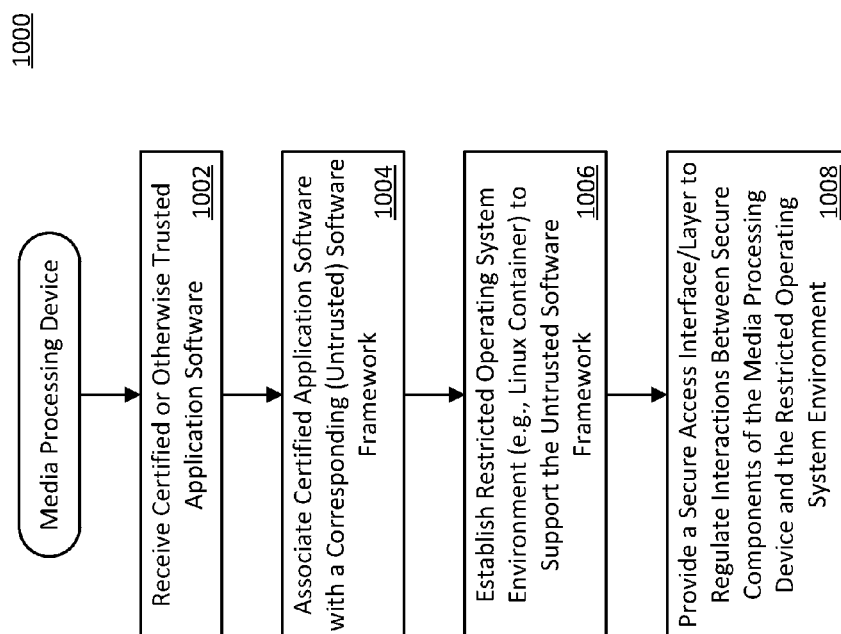 1000
Media Processing Device
Receive Certified or Otherwise Trusted
Application Software
1002
Associate Certified Application Software
with a Corresponding (Untrusted) Software
Framework
1004
Establish Restricted Operating System
Environment (e.g., Linux Container) to
Support the Untrusted Software
Framework
1006
Provide a Secure Access Interface/Layer to
Regulate Interactions Between Secure
Components of the Media Processing
Device and the Restricted Operating
System Environment
1008